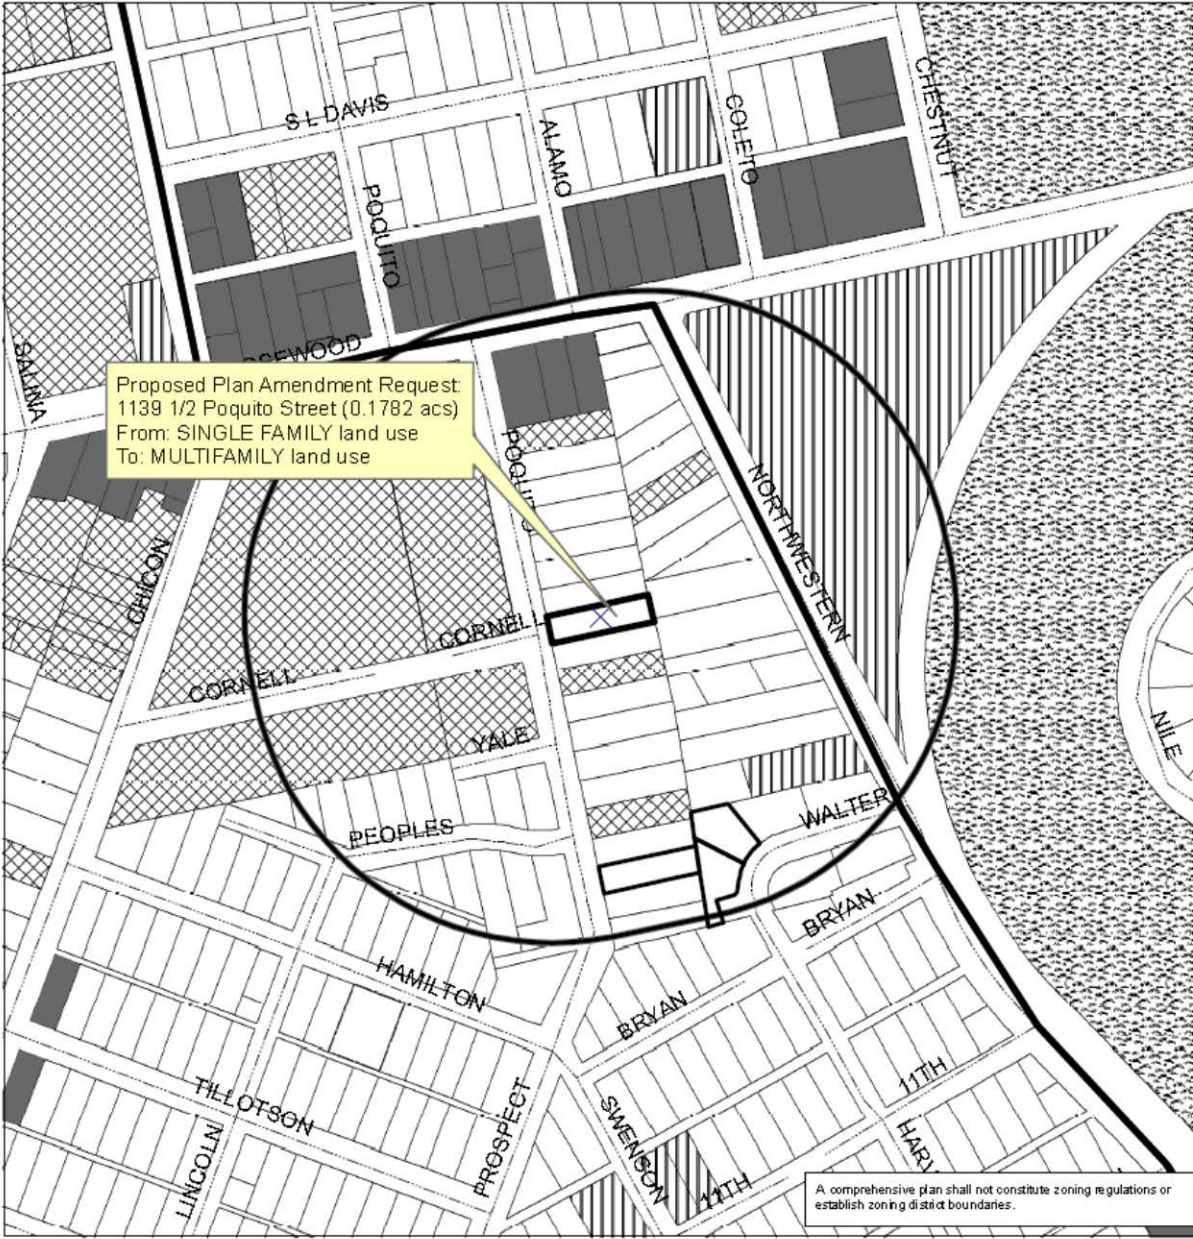 CHESTNUT
S L DAVIS
COLETO
ALAMO
POQUITO
SALINA
OSEWOOD
Proposed Plan Amendment Request:
1139 1/2 Poquito Street (0.1782 acs)
From: SINGLE FAMILY land use
To: MULTIFAMILY land use
POQUITO
NORTHWESTERN
CHICON
CORNELL
CORNELL
NILE
YALE
WALTER
PEOPLES
BRYAN
HAMILTON
BRYAN
11TH
TILLOTSON
PROSPECT
SWENSON
LINCOLN
HARV
11TH
A comprehensive plan shall not constitute zoning regulations or
establish zoning district boundaries.